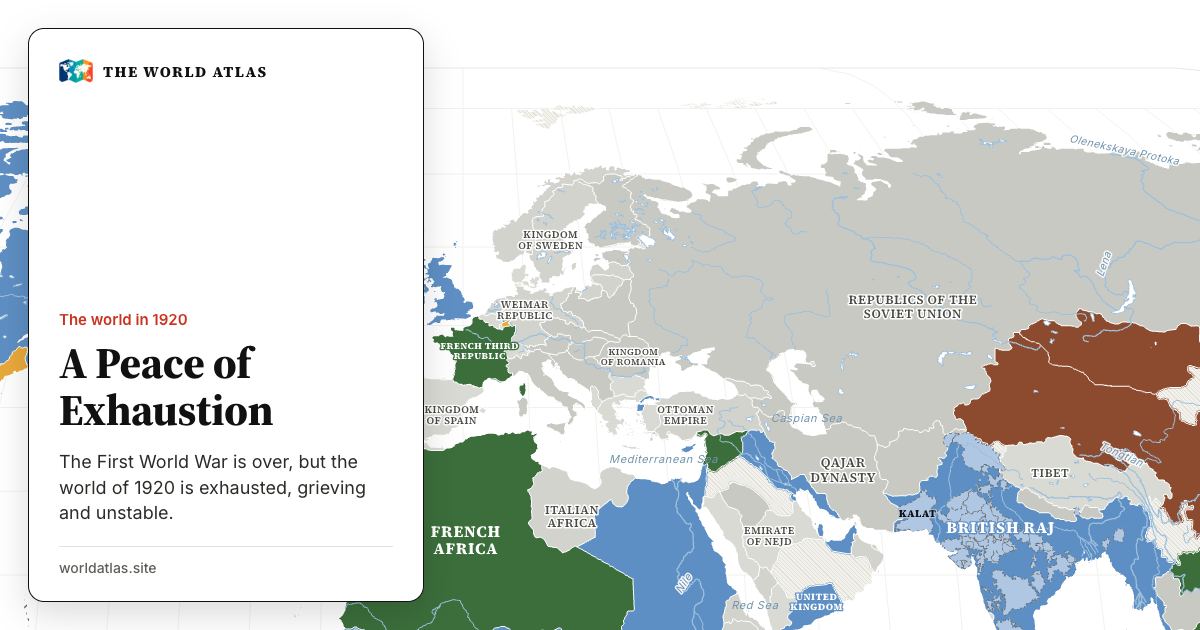 THE WORLD ATLAS
The world in 1920
A Peace of
Exhaustion
The First World War is over, but the
world of 1920 is exhausted, grieving
and unstable.
worldatlas.site
Olenekskaya Protoka
KINGDOM
OF SWEDEN
Lena
WEIMAR
REPUBLIC
REPUBLICS OF THE
SOVIET UNION
FRENCH THIRD
REPUBLIC
KINGDOM
OF ROMANIA
KINGDOM
OF SPAIN
OTTOMAN
EMPIRE
Caspian Sea
Mediterranean Sea
QAJAR
DYNASTY
TIBET
Tongtian
ITALIAN
AFRICA
KALAT
BRITISH RAJ
FRENCH
AFRICA
EMIRATE
OF NEJD
Nile
Red Sea
UNITED
KINGDOM